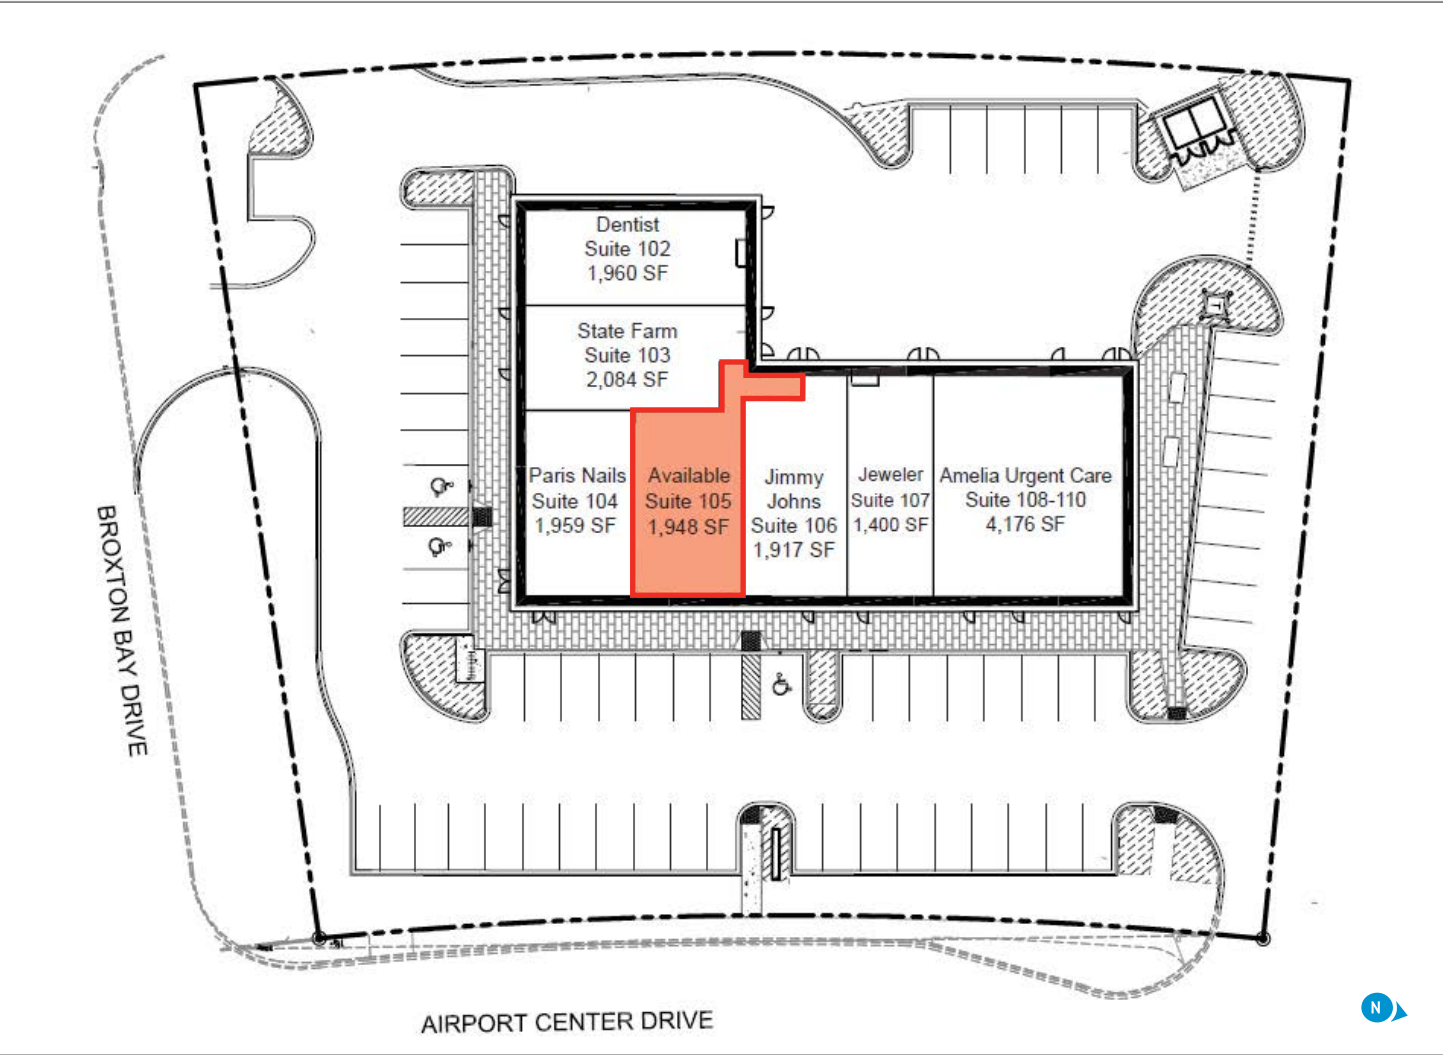 Dentist
Suite 102
1,960 SF
State Farm
Suite 103
2,084 SF
Paris Nails
Suite 104
1,959 SF
Available
Suite 105
1,948 SF
Jimmy
Johns
Suite 106
1,917 SF
Jeweler
Suite 107
1,400 SF
Amelia Urgent Care
Suite 108-110
4,176 SF
BROXTON BAY DRIVE
AIRPORT CENTER DRIVE
N